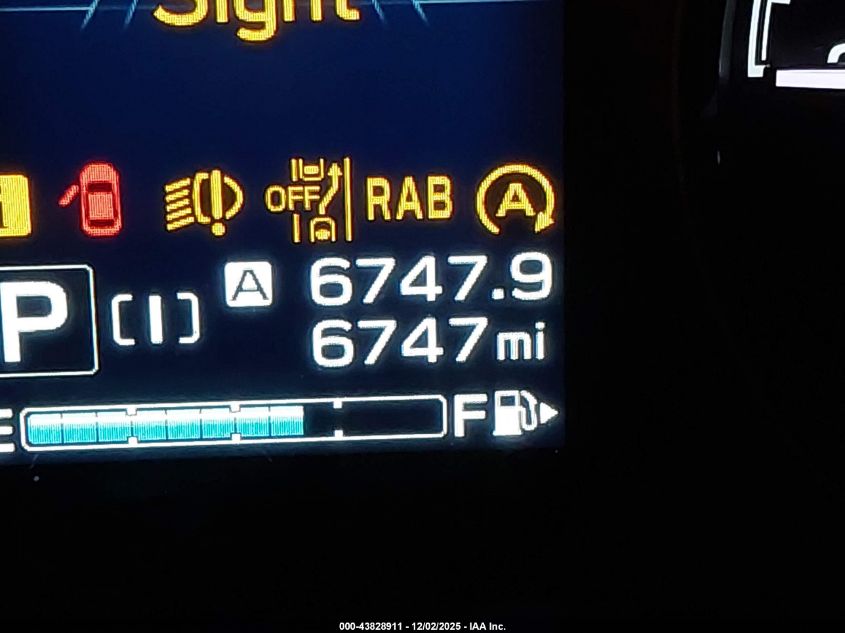 Sight
OFF RAB A
A 6747.9
P 6747 mi
E F
000-43828911 - 12/02/2025 - IAA Inc.